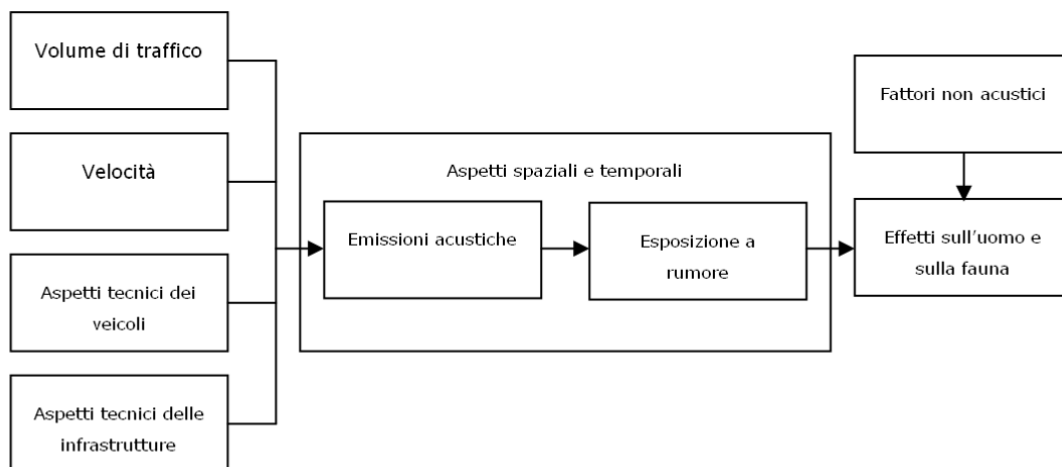 Volume di traffico
Velocità
Aspetti tecnici dei
veicoli
Aspetti tecnici delle
infrastrutture
Aspetti spaziali e temporali
Emissioni acustiche
Esposizione a
rumore
Fattori non acustici
Effetti sull'uomo e
sulla fauna